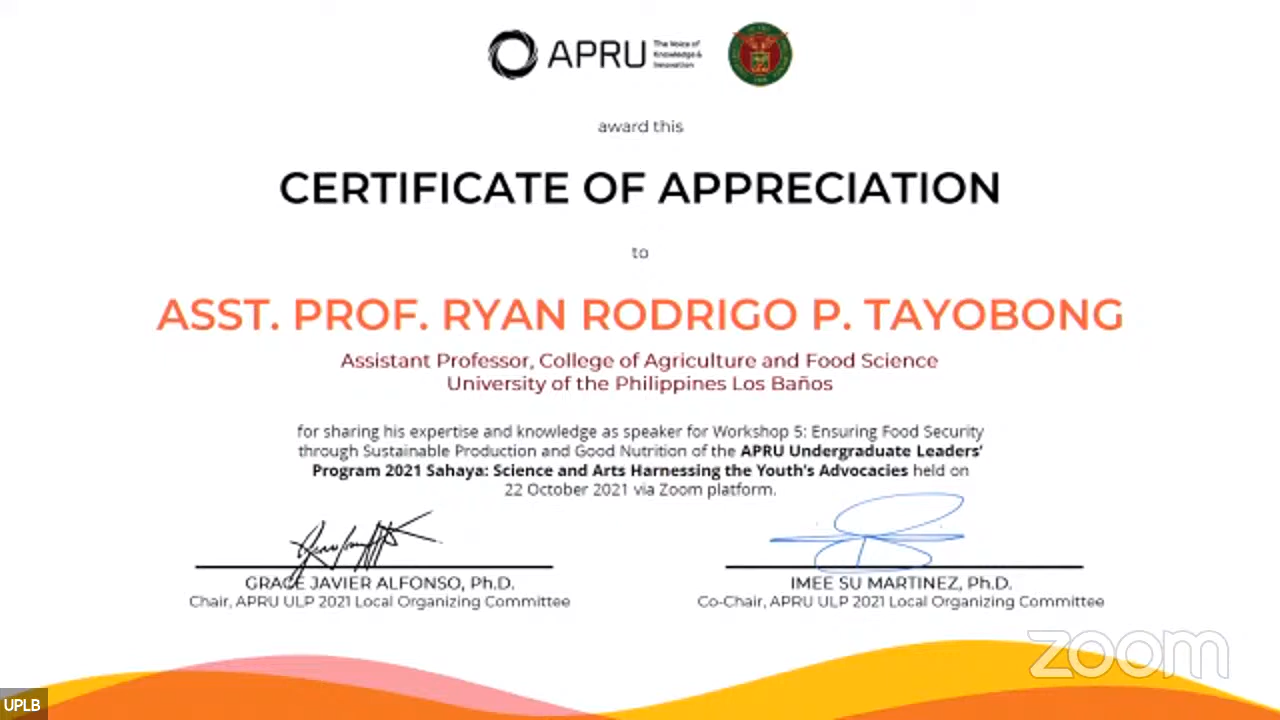 APRU
The Voice of
Knowledge &
Innovation
award this
CERTIFICATE OF APPRECIATION
to
ASST. PROF. RYAN RODRIGO P. TAYOBONG
Assistant Professor, College of Agriculture and Food Science
University of the Philippines Los Baños
for sharing his expertise and knowledge as speaker for Workshop 5: Ensuring Food Security
through Sustainable Production and Good Nutrition of the APRU Undergraduate Leaders'
Program 2021 Sahaya: Science and Arts Harnessing the Youth's Advocacies held on
22 October 2021 via Zoom platform.
GRACE JAVIER ALFONSO, Ph.D.
Chair, APRU ULP 2021 Local Organizing Committee
IMEE SU MARTINEZ, Ph.D.
Co-Chair, APRU ULP 2021 Local Organizing Committee
zoom
UPLB